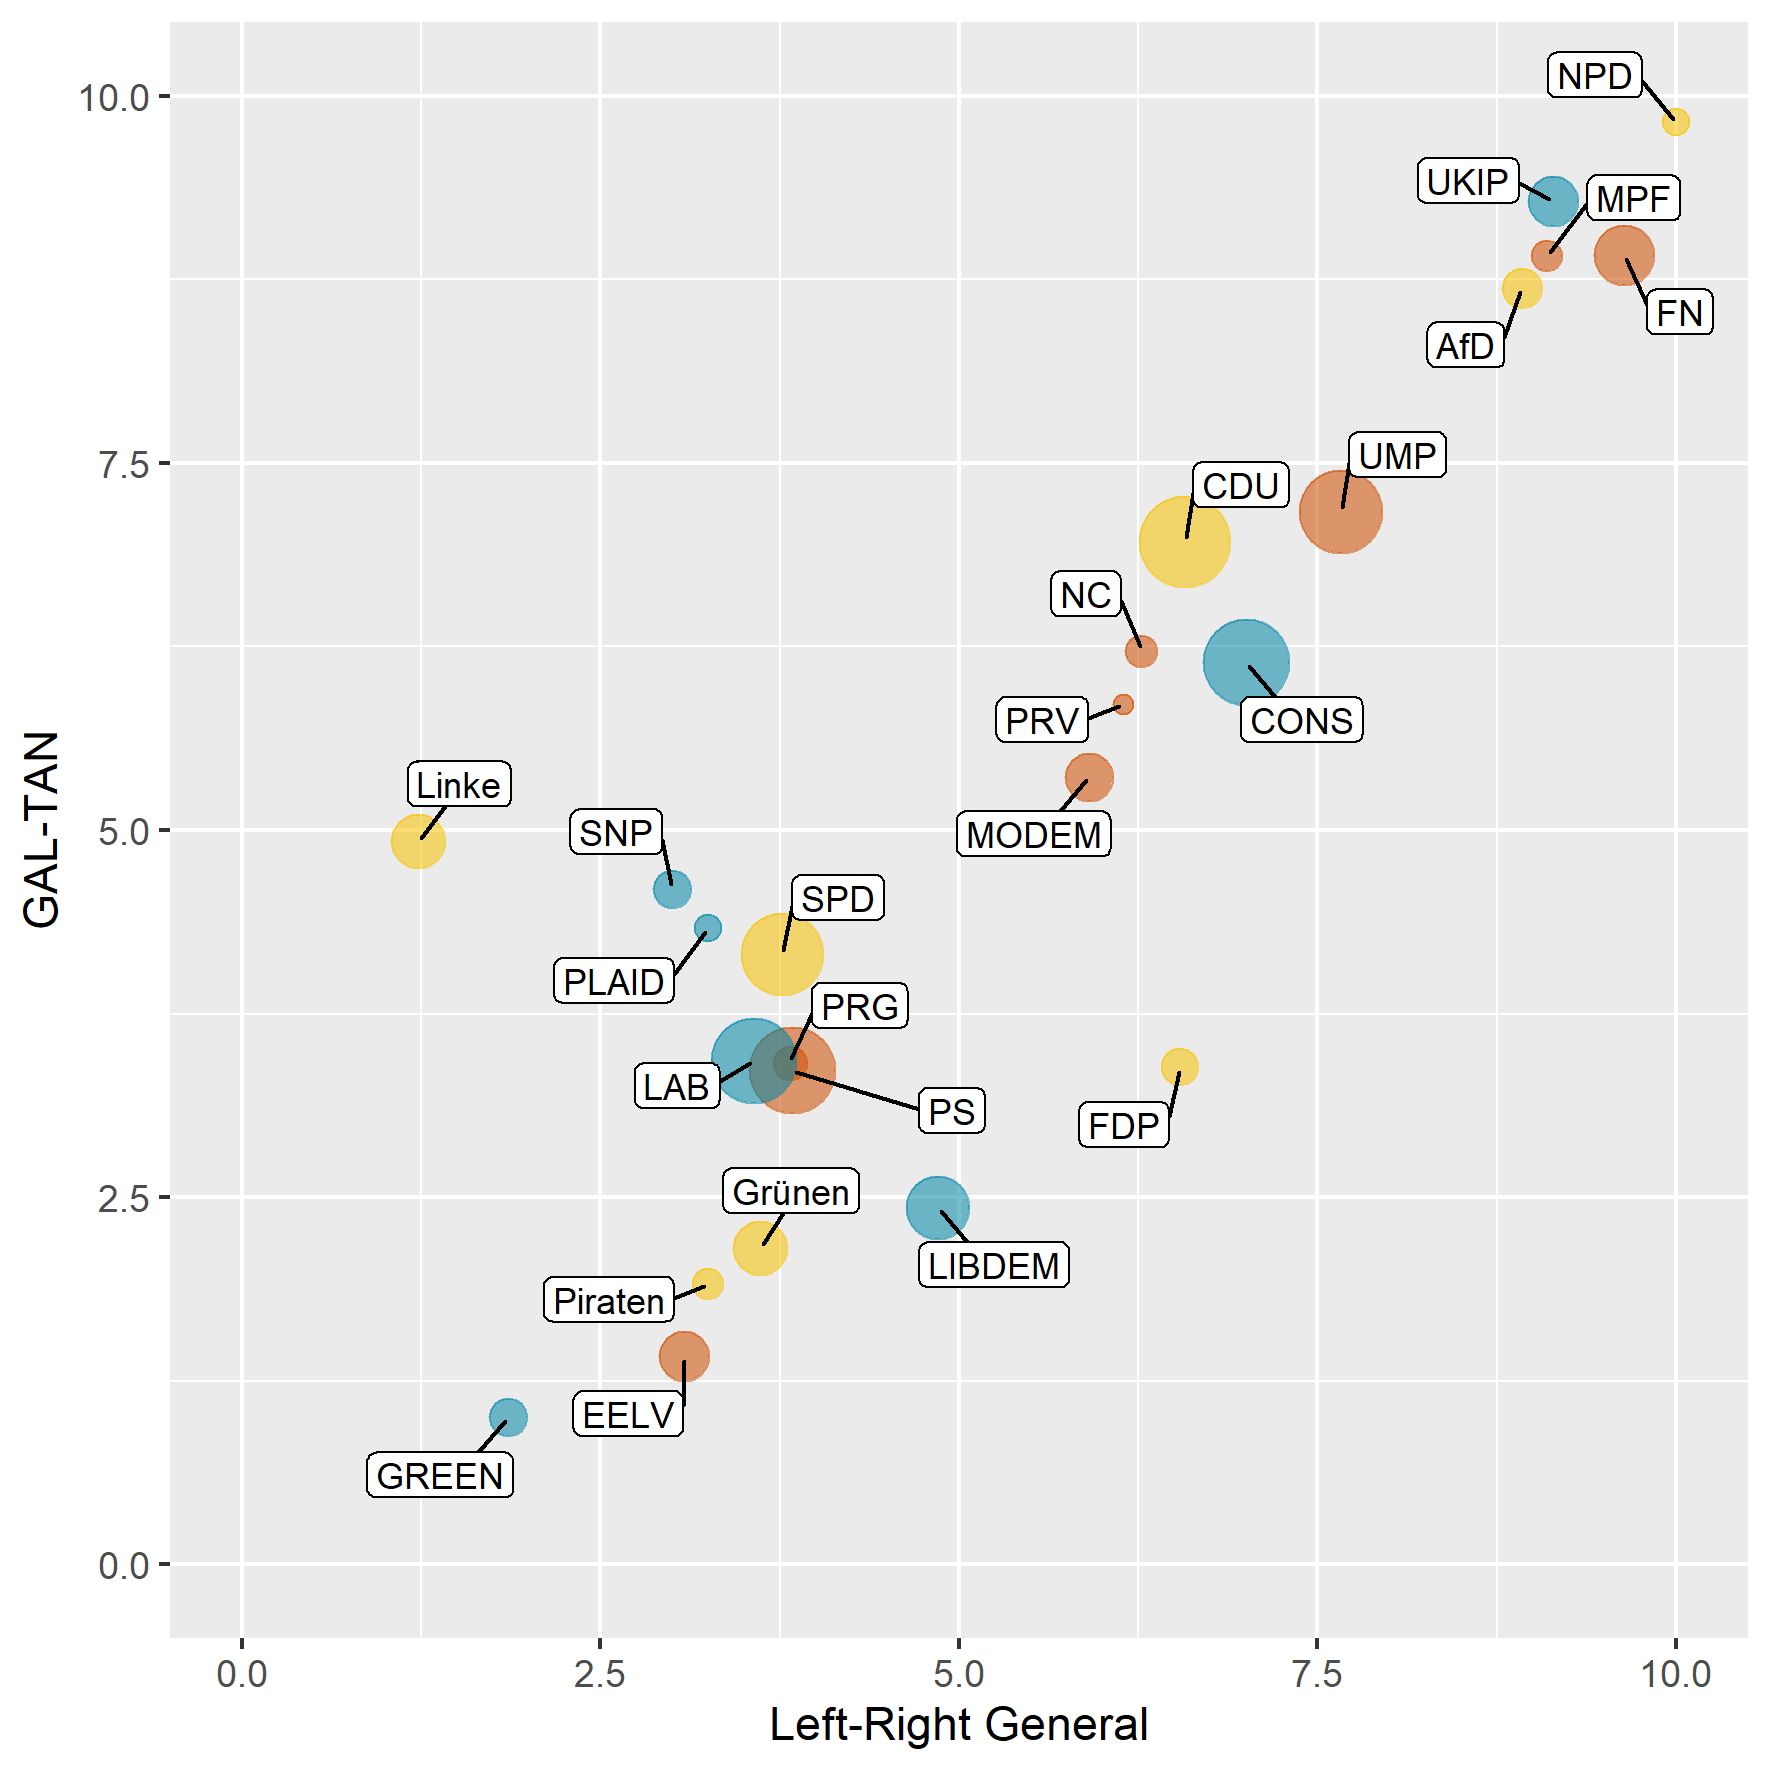 NPD
10.0
UKIP
MPF
FN
AfD
UMP
7.5
CDU
NC
PRV
CONS
Linke
SNP
MODEM
5.0
GAL-TAN
SPD
PLAID
PRG
LAB
PS
FDP
Grünen
2.5
LIBDEM
Piraten
EELV
GREEN
0.0
0.0 2.5 5.0 7.5 10.0
Left-Right General